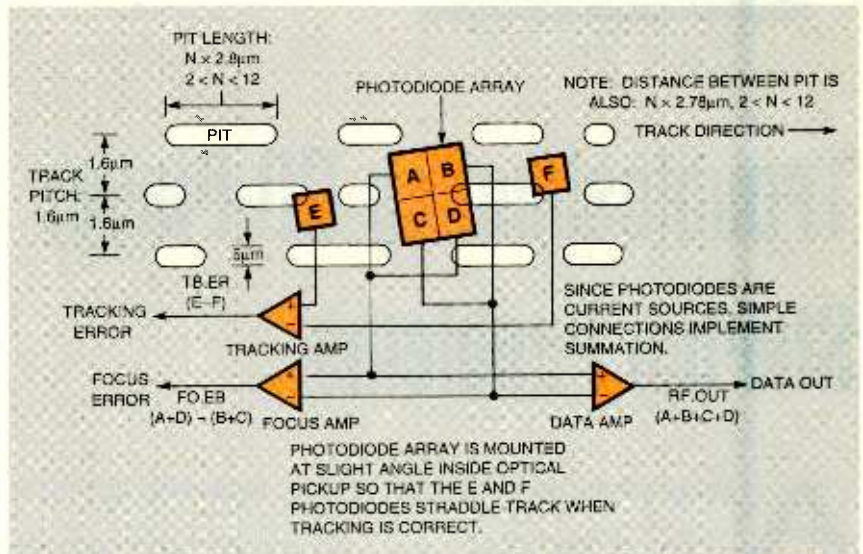 PIT LENGTH:
N × 2.8µm
2 < N < 12
PHOTODIODE ARRAY
NOTE: DISTANCE BETWEEN PIT IS
ALSO: N × 2.78µm, 2 < N < 12
TRACK DIRECTION
PIT
1.6µm
TRACK
PITCH:
1.6µm
1.6µm
A B
C D
E
F
5µm
TB.ER
(E–F)
TRACKING
ERROR
TRACKING AMP
SINCE PHOTODIODES ARE
CURRENT SOURCES, SIMPLE
CONNECTIONS IMPLEMENT
SUMMATION.
FOCUS
ERROR
FO.EB
(A+D) – (B+C)
FOCUS AMP
DATA AMP
RF.OUT
(A+B+C+D)
DATA OUT
PHOTODIODE ARRAY IS MOUNTED
AT SLIGHT ANGLE INSIDE OPTICAL
PICKUP SO THAT THE E AND F
PHOTODIODES STRADDLE TRACK WHEN
TRACKING IS CORRECT.